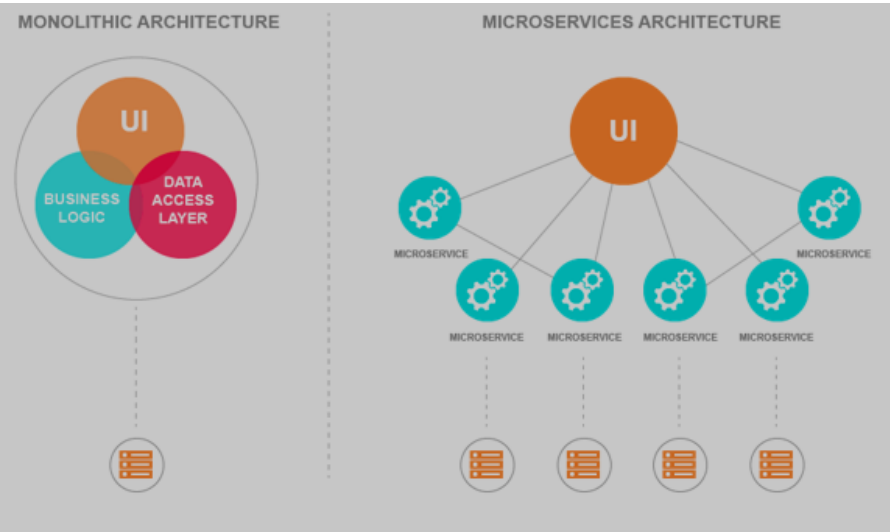 MONOLITHIC ARCHITECTURE
UI
BUSINESS
LOGIC
DATA
ACCESS
LAYER
MICROSERVICES ARCHITECTURE
UI
MICROSERVICE
MICROSERVICE
MICROSERVICE
MICROSERVICE
MICROSERVICE
MICROSERVICE